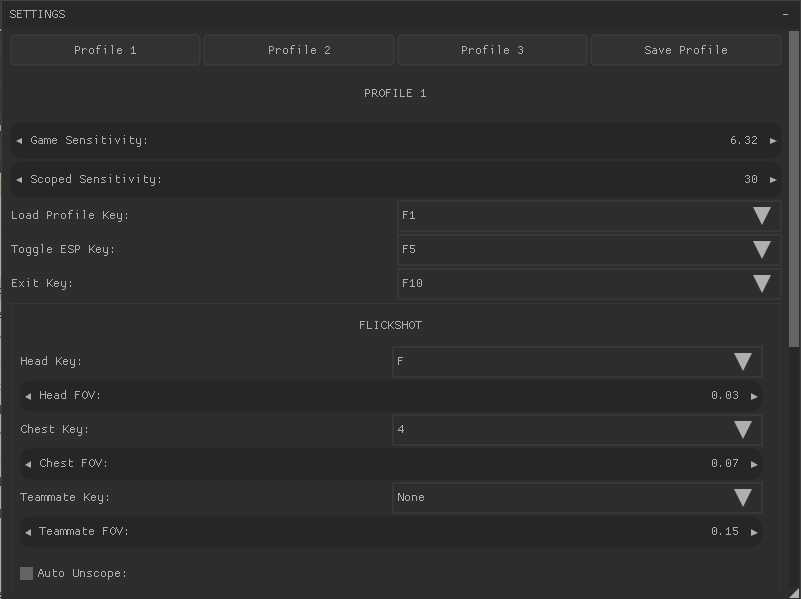 SETTINGS
Profile 1 Profile 2 Profile 3 Save Profile
PROFILE 1
Game Sensitivity: 6.32
Scoped Sensitivity: 30
Load Profile Key: F1
Toggle ESP Key: F5
Exit Key: F10
FLICKSHOT
Head Key: F
Head FOV: 0.03
Chest Key: 4
Chest FOV: 0.07
Teammate Key: None
Teammate FOV: 0.15
Auto Unscope: